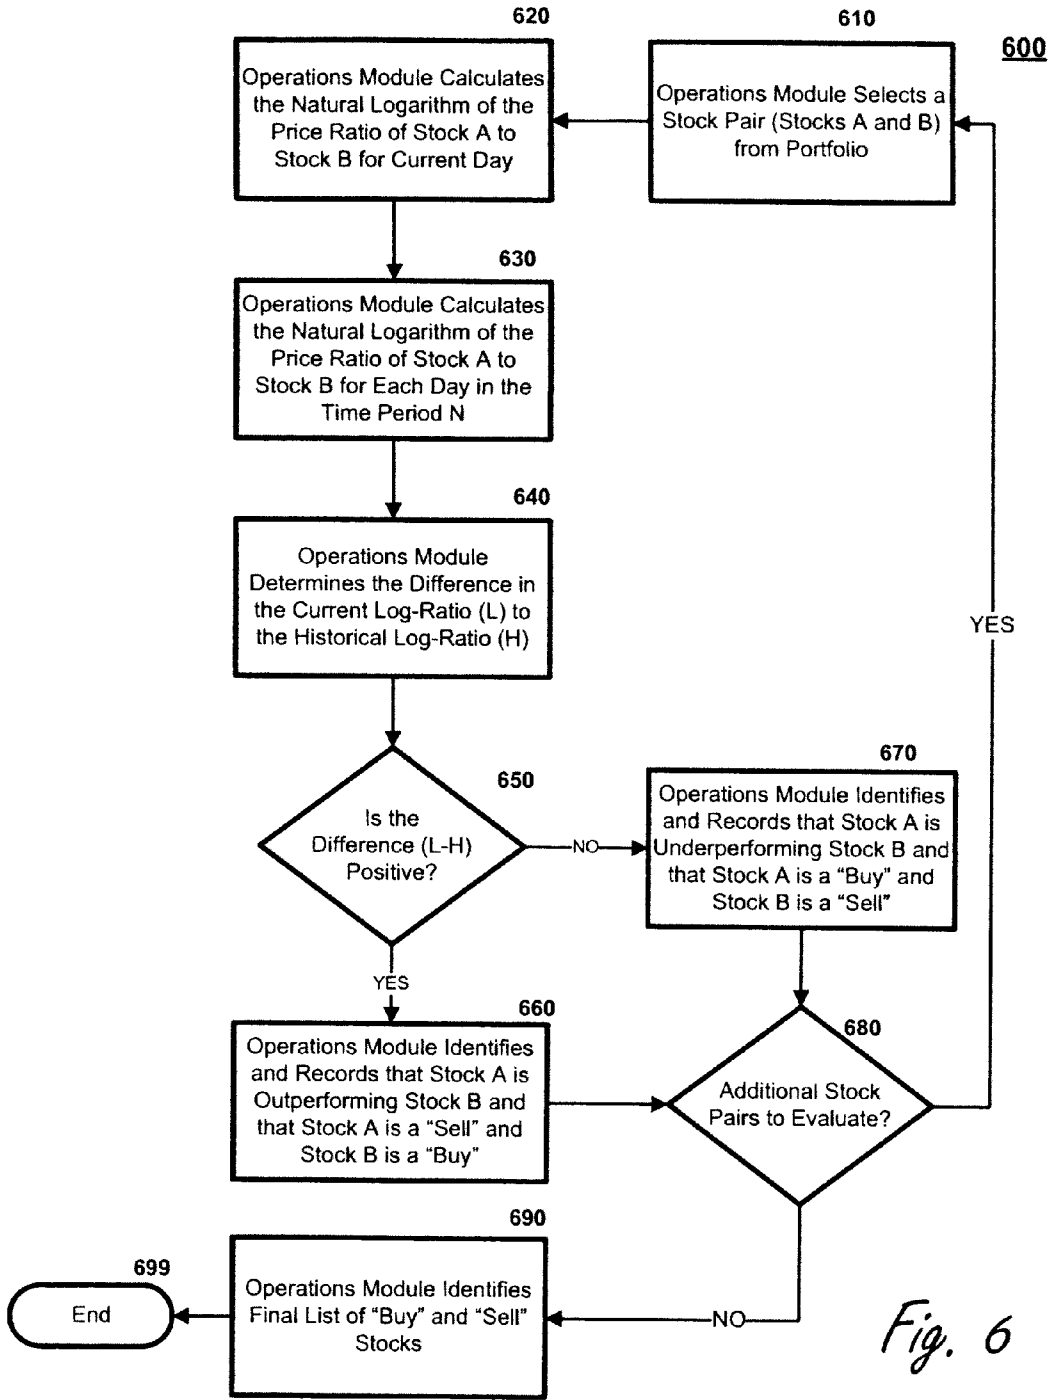 600
610
Operations Module Selects a
Stock Pair (Stocks A and B)
from Portfolio
620
Operations Module Calculates
the Natural Logarithm of the
Price Ratio of Stock A to
Stock B for Current Day
630
Operations Module Calculates
the Natural Logarithm of the
Price Ratio of Stock A to
Stock B for Each Day in the
Time Period N
640
Operations Module
Determines the Difference in
the Current Log-Ratio (L) to
the Historical Log-Ratio (H)
650
Is the
Difference (L-H)
Positive?
NO
670
Operations Module Identifies
and Records that Stock A is
Underperforming Stock B and
that Stock A is a “Buy” and
Stock B is a “Sell”
YES
660
Operations Module Identifies
and Records that Stock A is
Outperforming Stock B and
that Stock A is a “Sell” and
Stock B is a “Buy”
680
Additional Stock
Pairs to Evaluate?
YES
NO
690
Operations Module Identifies
Final List of “Buy” and “Sell”
Stocks
699
End
Fig. 6